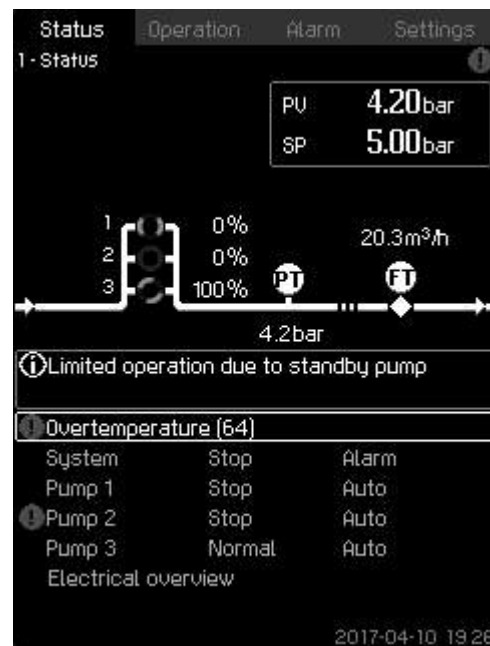 Status Operation Alarm Settings
1 - Status
PV 4.20bar
SP 5.00bar
1 0%
20.3m³/h
2 0%
3 100% PT FT
4.2bar
Limited operation due to standby pump
Overtemperature (64)
System Stop Alarm
Pump 1 Stop Auto
Pump 2 Stop Auto
Pump 3 Normal Auto
Electrical overview
2017-04-10 19:26